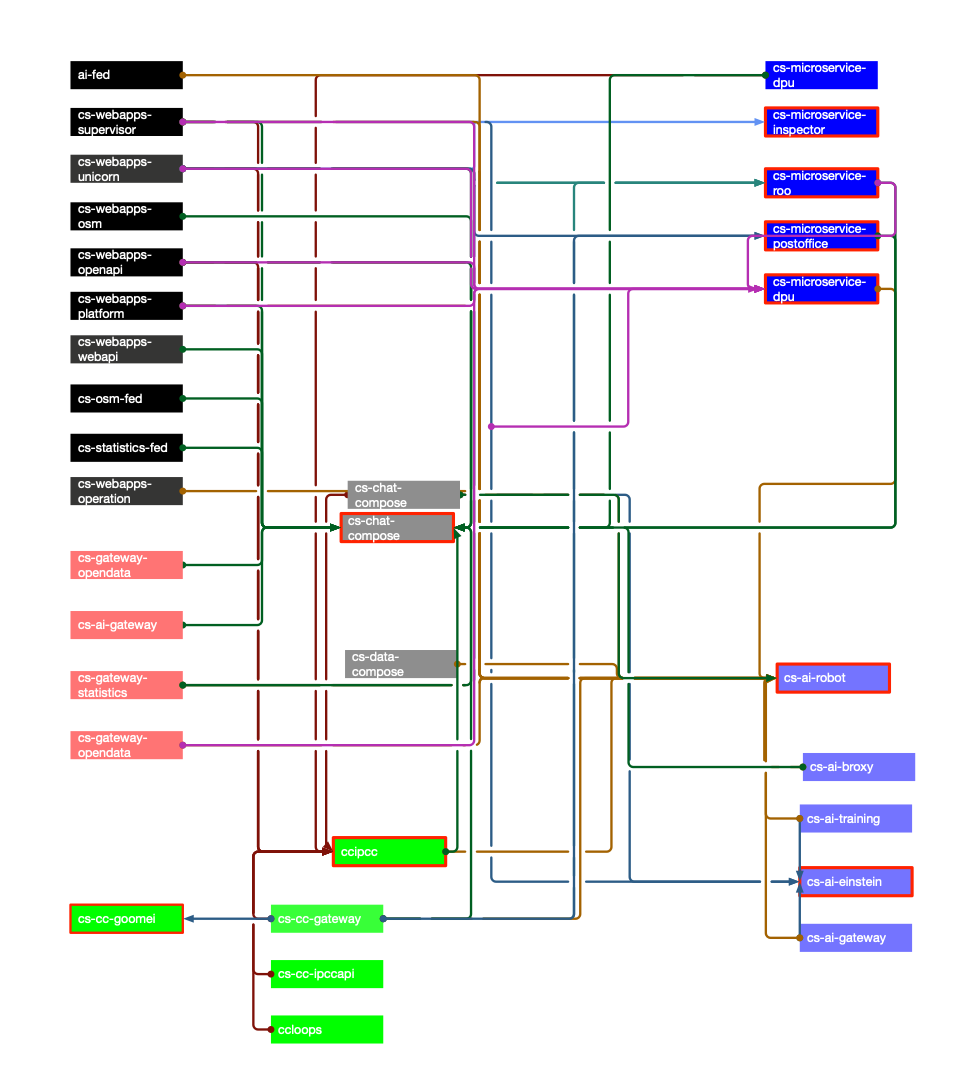 ai-fed
cs-webapps-
supervisor
cs-webapps-
unicorn
cs-webapps-
osm
cs-webapps-
openapi
cs-webapps-
platform
cs-webapps-
webapi
cs-osm-fed
cs-statistics-fed
cs-webapps-
operation
cs-gateway-
opendata
cs-ai-gateway
cs-gateway-
statistics
cs-gateway-
opendata
cs-cc-goomei
cs-chat-
compose
cs-chat-
compose
cs-data-
compose
ccipcc
cs-cc-gateway
cs-cc-ipccapi
ccloops
cs-microservice-
dpu
cs-microservice-
inspector
cs-microservice-
roo
cs-microservice-
postoffice
cs-microservice-
dpu
cs-ai-robot
cs-ai-broxy
cs-ai-training
cs-ai-einstein
cs-ai-gateway